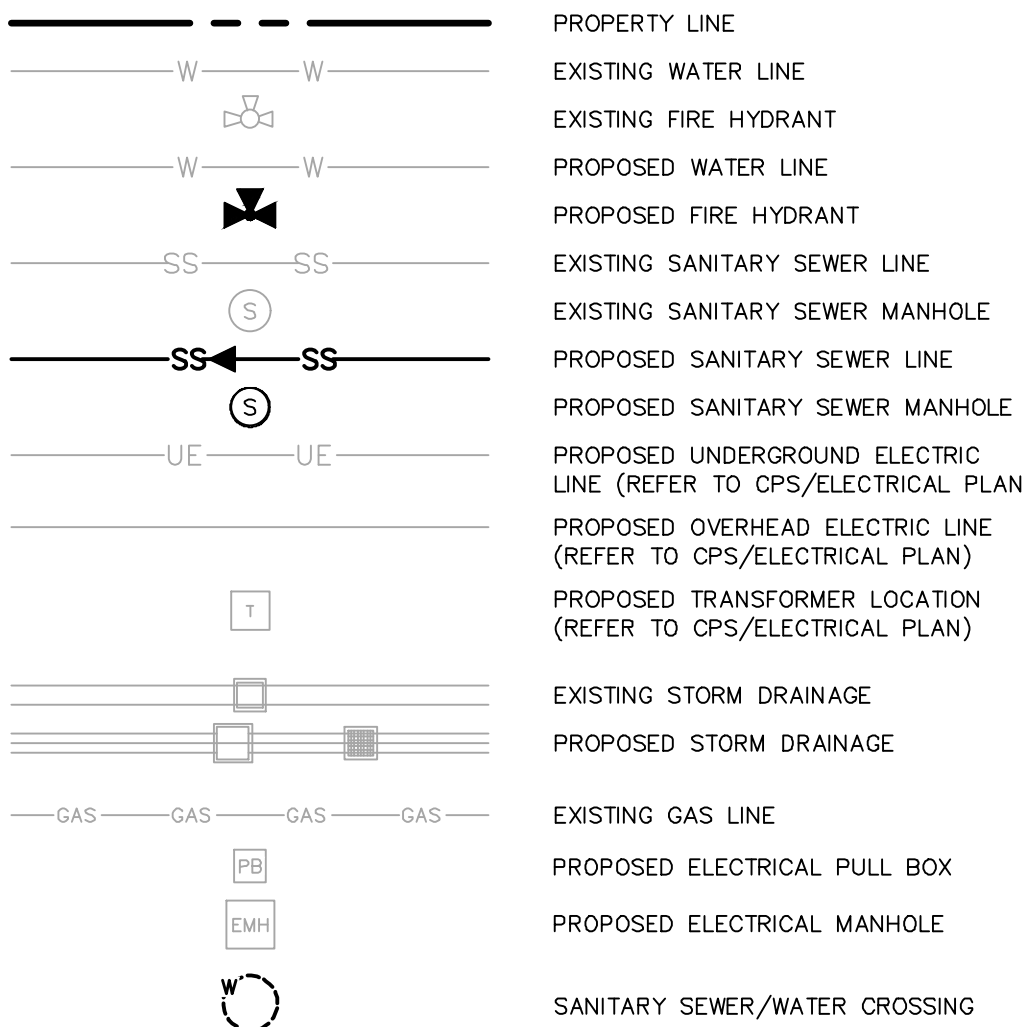 PROPERTY LINE
W W EXISTING WATER LINE
EXISTING FIRE HYDRANT
W W PROPOSED WATER LINE
PROPOSED FIRE HYDRANT
SS SS EXISTING SANITARY SEWER LINE
S EXISTING SANITARY SEWER MANHOLE
SS SS PROPOSED SANITARY SEWER LINE
S PROPOSED SANITARY SEWER MANHOLE
UE UE PROPOSED UNDERGROUND ELECTRIC
LINE (REFER TO CPS/ELECTRICAL PLAN
PROPOSED OVERHEAD ELECTRIC LINE
(REFER TO CPS/ELECTRICAL PLAN)
T PROPOSED TRANSFORMER LOCATION
(REFER TO CPS/ELECTRICAL PLAN)
EXISTING STORM DRAINAGE
PROPOSED STORM DRAINAGE
GAS GAS GAS GAS EXISTING GAS LINE
PB PROPOSED ELECTRICAL PULL BOX
EMH PROPOSED ELECTRICAL MANHOLE
W SANITARY SEWER/WATER CROSSING